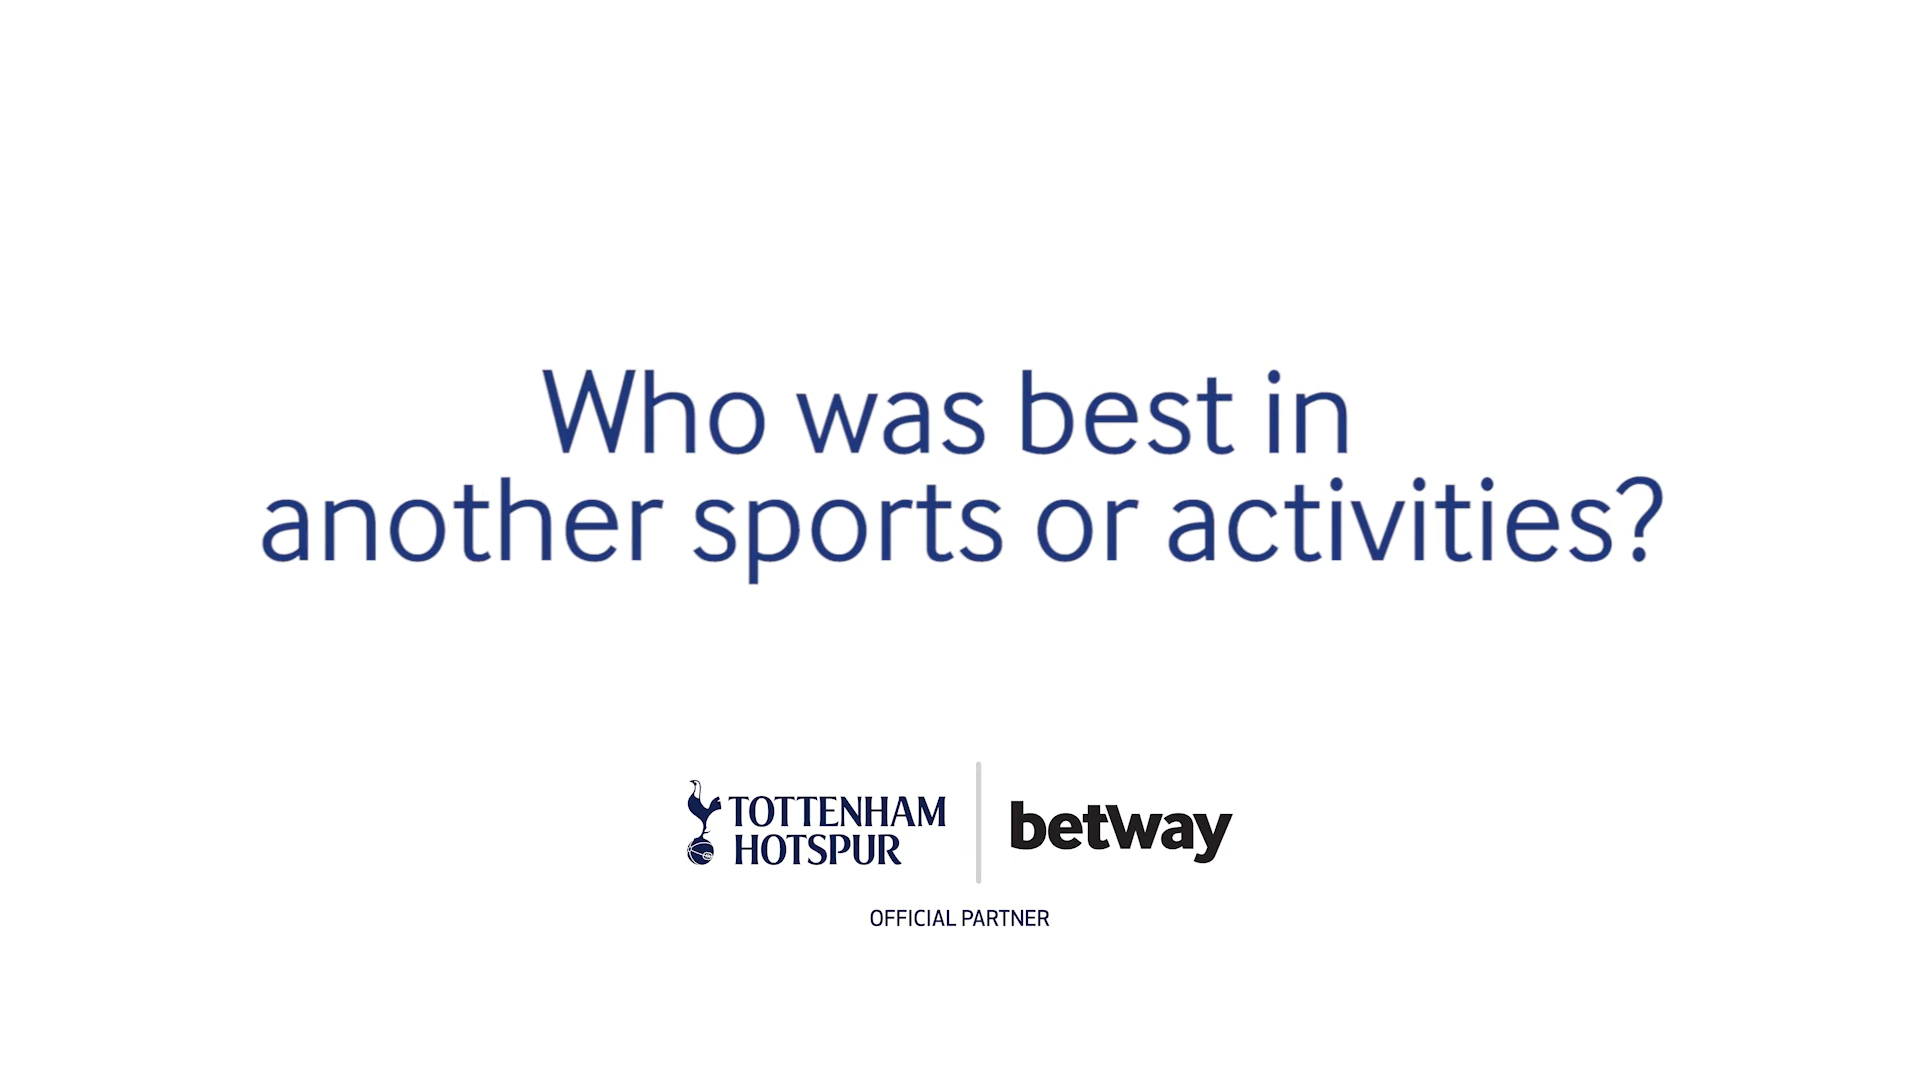 Who was best in
another sports or activities?
TOTTENHAM
HOTSPUR
betway
OFFICIAL PARTNER